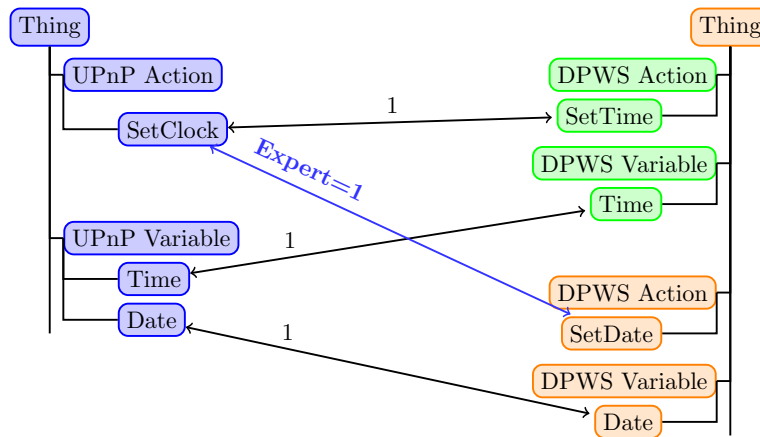 Thing
UPnP Action
SetClock
UPnP Variable
Time
Date
1
Expert=1
1
1
Thing
DPWS Action
SetTime
DPWS Variable
Time
DPWS Action
SetDate
DPWS Variable
Date